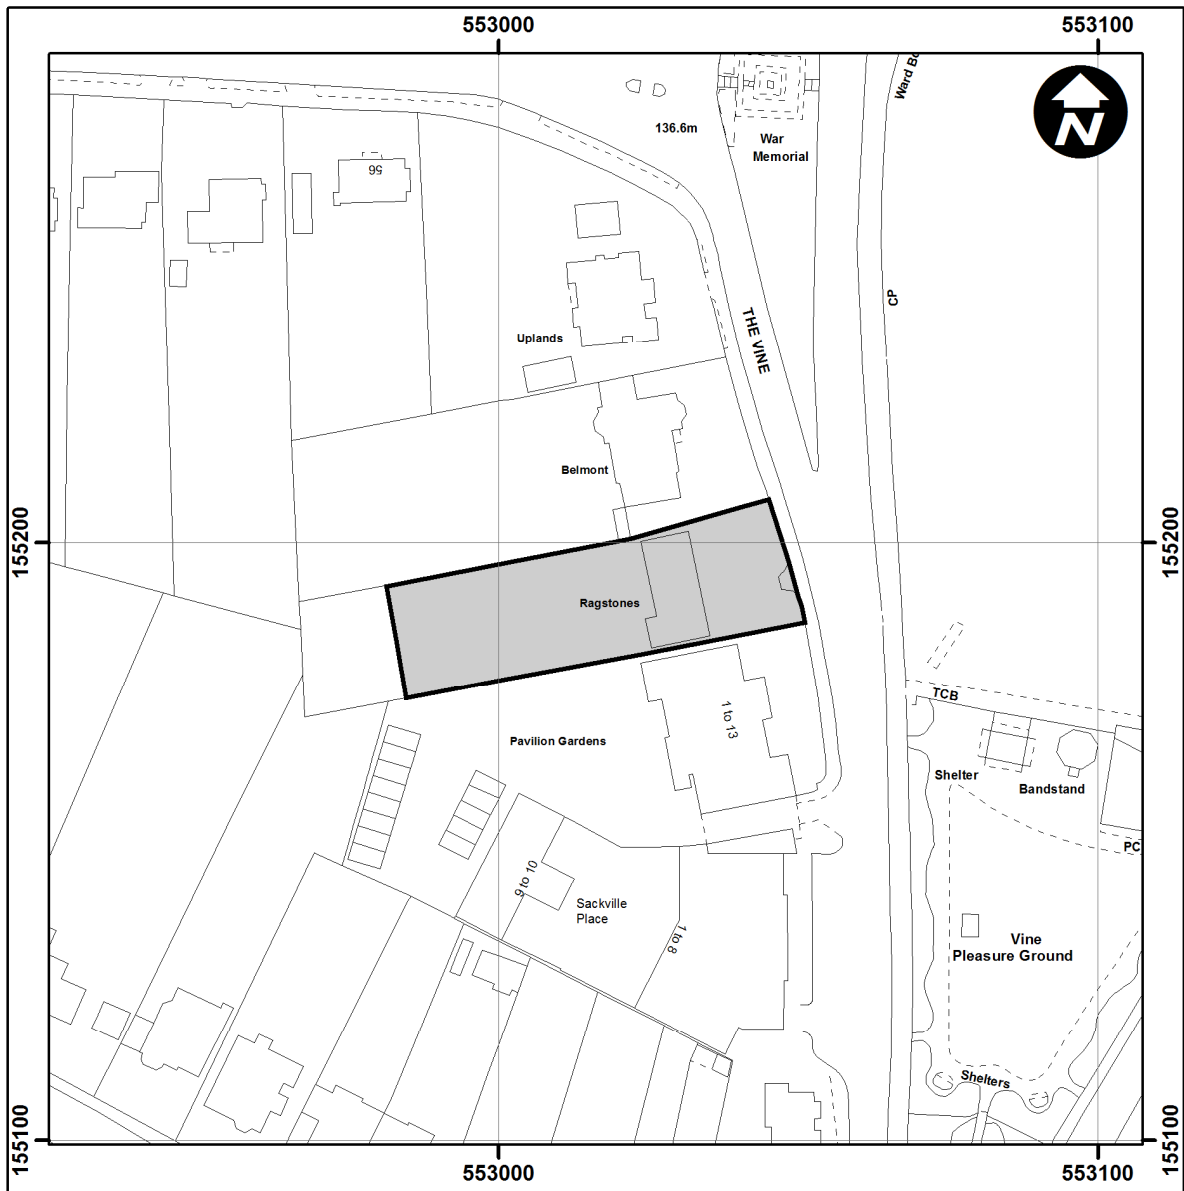 553000
553100
Ward Bo
N
136.6m
War
Memorial
56
CP
155200
155200
THE VINE
Uplands
Belmont
Ragstones
TCB
1 to 13
Pavilion Gardens
Shelter
Bandstand
PC
9 to 10
Sackville
Place
1 to 8
Vine
Pleasure Ground
Shelters
155100
155100
553000
553100